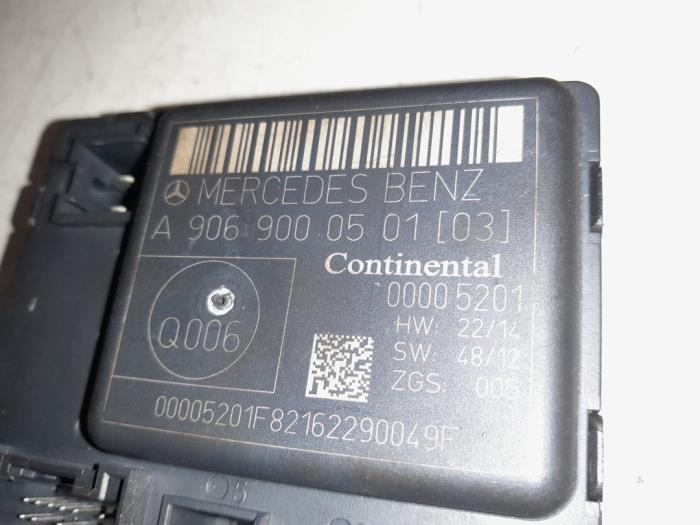 MERCEDES BENZ
A 906 900 05 01 [03]
Continental
00005201
HW: 22/14
SW: 48/12
ZGS: 005
Q006
00005201F82162290049F
8